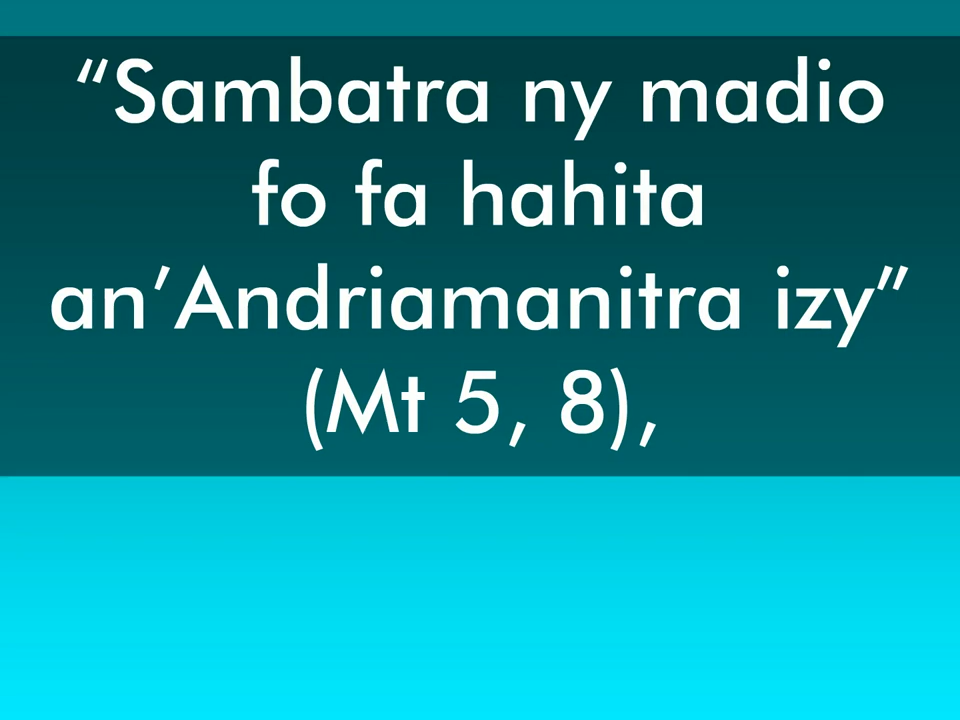 “Sambatra ny madio
fo fa hahita
an’Andriamanitra izy”
(Mt 5, 8),